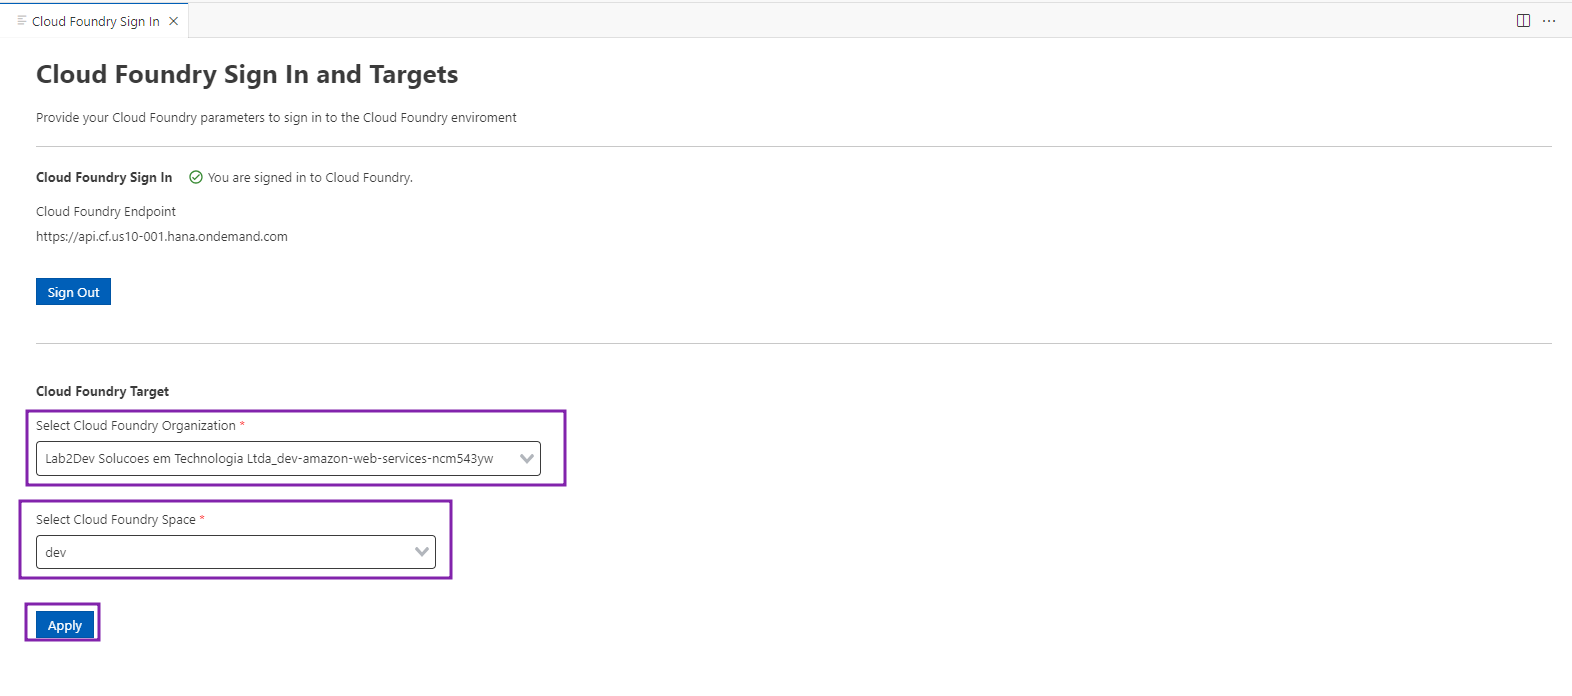 Cloud Foundry Sign In
Cloud Foundry Sign In and Targets
Provide your Cloud Foundry parameters to sign in to the Cloud Foundry enviroment
Cloud Foundry Sign In You are signed in to Cloud Foundry.
Cloud Foundry Endpoint
https://api.cf.us10-001.hana.ondemand.com
Sign Out
Cloud Foundry Target
Select Cloud Foundry Organization *
Lab2Dev Solucoes em Technologia Ltda_dev-amazon-web-services-ncm543yw
Select Cloud Foundry Space *
dev
Apply